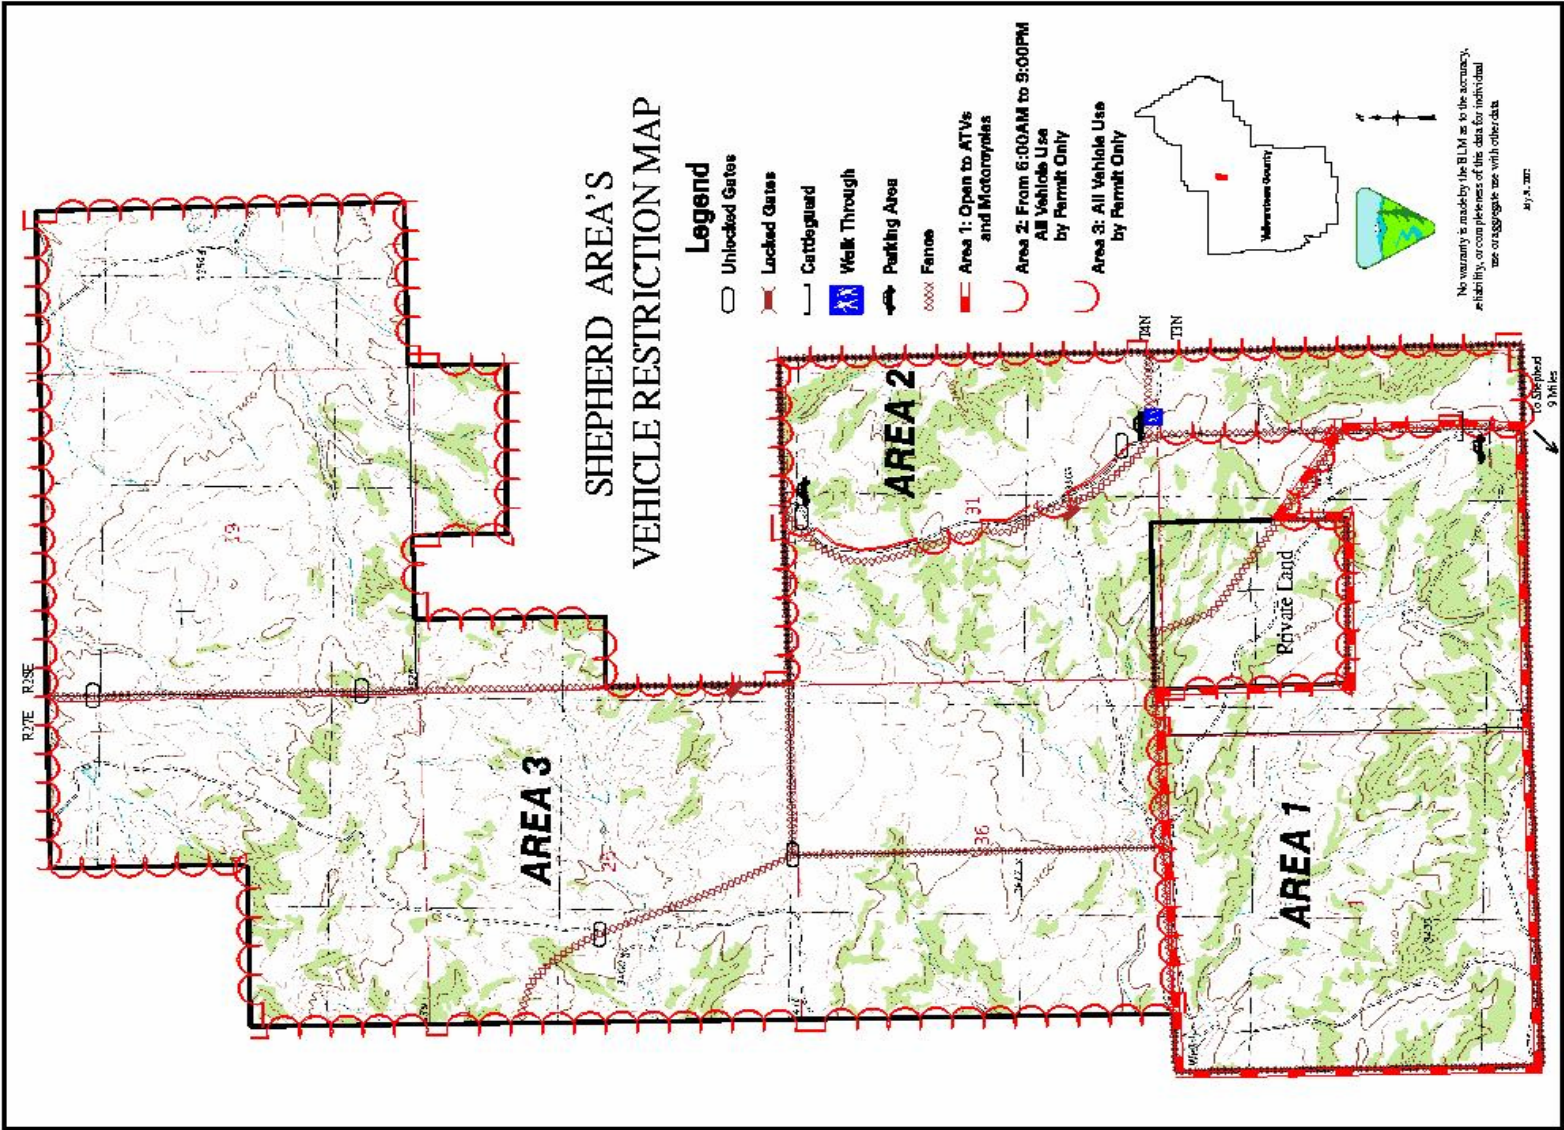 SHEPHERD AREA'S
VEHICLE RESTRICTION MAP
Legend
Unlocked Gates
Locked Gates
Cattleguard
Walk Through
Parking Area
Fence
Area 1: Open to ATVs
and Motorcycles
Area 2: From 6:00AM to 9:00PM
All Vehicle Use
by Permit Only
Area 3: All Vehicle Use
by Permit Only
Yellowstone County
N
No warranty is made by the BLM as to the accuracy,
reliability, or completeness of this data for individual
use or aggregate use with other data
R27E
19
AREA 3
25
AREA 2
31
36
T4N
T3N
Private Land
AREA 1
1
To Shepherd
9 Miles